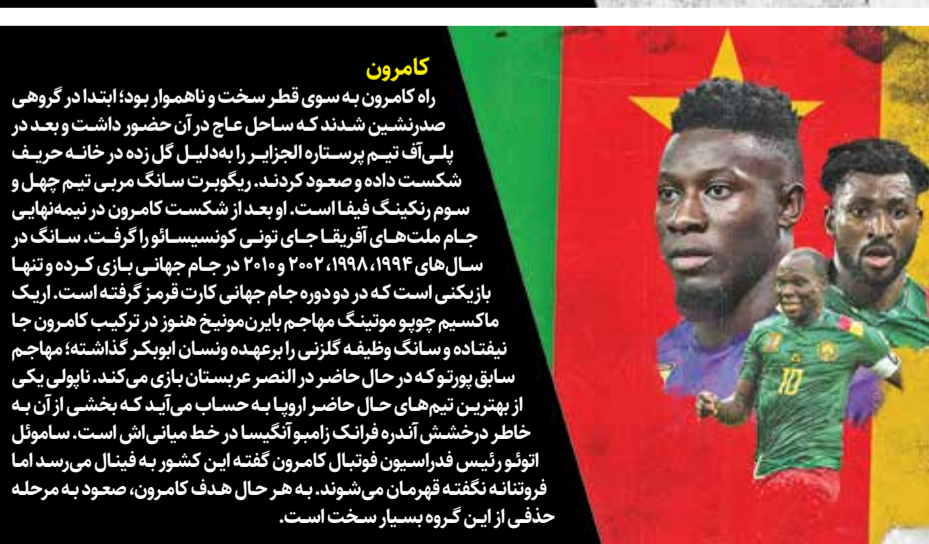 کامرون
راه کامرون به سوی قطر سخت و ناهموار بود؛ ابتدا در گروهی
صدرنشین شدند که ساحل عاج در آن حضور داشت و بعد در
پلی‌آف تیم پرستاره الجزایر را به‌دلیل گل زده در خانه حریف
شکست داده و صعود کردند. ریگوبرت سانگ مربی تیم چهل و
سوم رنکینگ فیفا است. او بعد از شکست کامرون در نیمه‌نهایی
جام ملت‌های آفریقا جای تونی کونسیسائو را گرفت. سانگ در
سال‌های ۱۹۹۴، ۱۹۹۸، ۲۰۰۲ و ۲۰۱۰ در جام جهانی بازی کرده و تنها
بازیکنی است که در دو دوره جام جهانی کارت قرمز گرفته است. اریک
ماکسیم چوپو موتینگ مهاجم بایرن‌مونیخ هنوز در ترکیب کامرون جا
نیفتاده و سانگ وظیفه گلزنی را برعهده ونسان ابوبکر گذاشته؛ مهاجم
سابق پورتو که در حال حاضر در النصر عربستان بازی می‌کند. ناپولی یکی
از بهترین تیم‌های حال حاضر اروپا به حساب می‌آید که بخشی از آن به
خاطر درخشش آندره فرانک زامبو آنگیسا در خط میانی‌اش است. ساموئل
اتوئو رئیس فدراسیون فوتبال کامرون گفته این کشور به فینال می‌رسد اما
فروتنانه نگفته قهرمان می‌شوند. به هر حال هدف کامرون، صعود به مرحله
حذفی از این گروه بسیار سخت است.
10